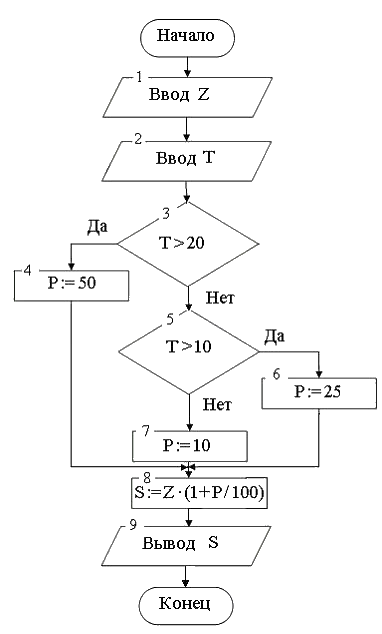 Начало
1
Ввод Z
2
Ввод T
3
T>20
Да
4
P:=50
Нет
5
T>10
Да
6
P:=25
Нет
7
P:=10
8
S:=Z·(1+P/100)
9
Вывод S
Конец